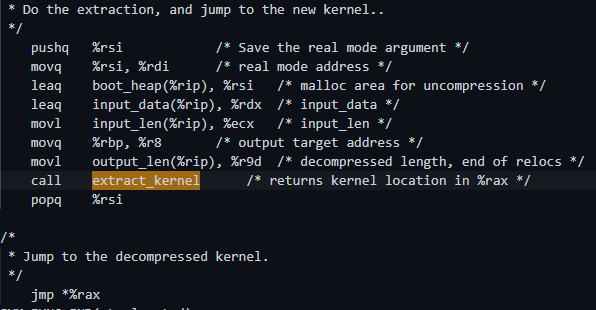 * Do the extraction, and jump to the new kernel..
*/
pushq %rsi /* Save the real mode argument */
movq %rsi, %rdi /* real mode address */
leaq boot_heap(%rip), %rsi /* malloc area for uncompression */
leaq input_data(%rip), %rdx /* input_data */
movl input_len(%rip), %ecx /* input_len */
movq %rbp, %r8 /* output target address */
movl output_len(%rip), %r9d /* decompressed length, end of relocs */
call extract_kernel /* returns kernel location in %rax */
popq %rsi
/*
* Jump to the decompressed kernel.
*/
jmp *%rax